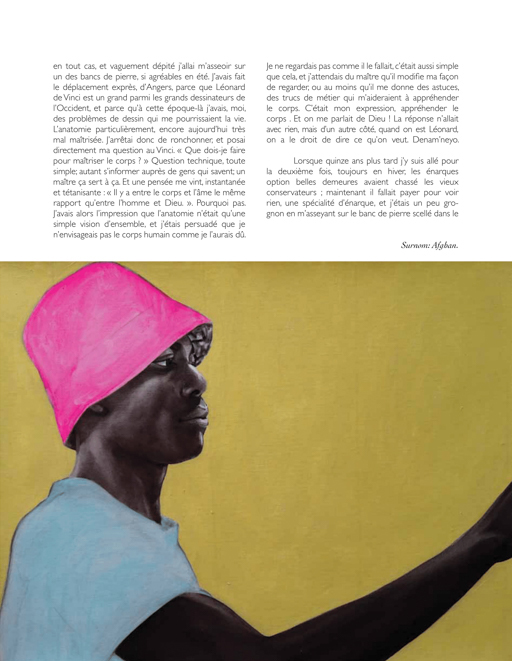 en tout cas, et vaguement dépité j'allai m'asseoir sur
un des bancs de pierre, si agréables en été. J'avais fait
le déplacement exprès, d'Angers, parce que Léonard
de Vinci est un grand parmi les grands dessinateurs de
l'Occident, et parce qu'à cette époque-là j'avais, moi,
des problèmes de dessin qui me pourrissaient la vie.
L'anatomie particulièrement, encore aujourd'hui très
mal maîtrisée. J'arrêtai donc de ronchonner, et posai
directement ma question au Vinci. « Que dois-je faire
pour maîtriser le corps ? » Question technique, toute
simple; autant s'informer auprès de gens qui savent; un
maître ça sert à ça. Et une pensée me vint, instantanée
et tétanisante : « Il y a entre le corps et l'âme le même
rapport qu'entre l'homme et Dieu. ». Pourquoi pas.
J'avais alors l'impression que l'anatomie n'était qu'une
simple vision d'ensemble, et j'étais persuadé que je
n'envisageais pas le corps humain comme je l'aurais dû.
Je ne regardais pas comme il le fallait, c'était aussi simple
que cela, et j'attendais du maître qu'il modifie ma façon
de regarder, ou au moins qu'il me donne des astuces,
des trucs de métier qui m'aideraient à appréhender
le corps. C'était mon expression, appréhender le
corps . Et on me parlait de Dieu ! La réponse n'allait
avec rien, mais d'un autre côté, quand on est Léonard,
on a le droit de dire ce qu'on veut. Denam'neyo.
Lorsque quinze ans plus tard j'y suis allé pour
la deuxième fois, toujours en hiver, les énarques
option belles demeures avaient chassé les vieux
conservateurs ; maintenant il fallait payer pour voir
rien, une spécialité d'énarque, et j'étais un peu gro-
gnon en m'asseyant sur le banc de pierre scellé dans le
Surnom: Afgban.